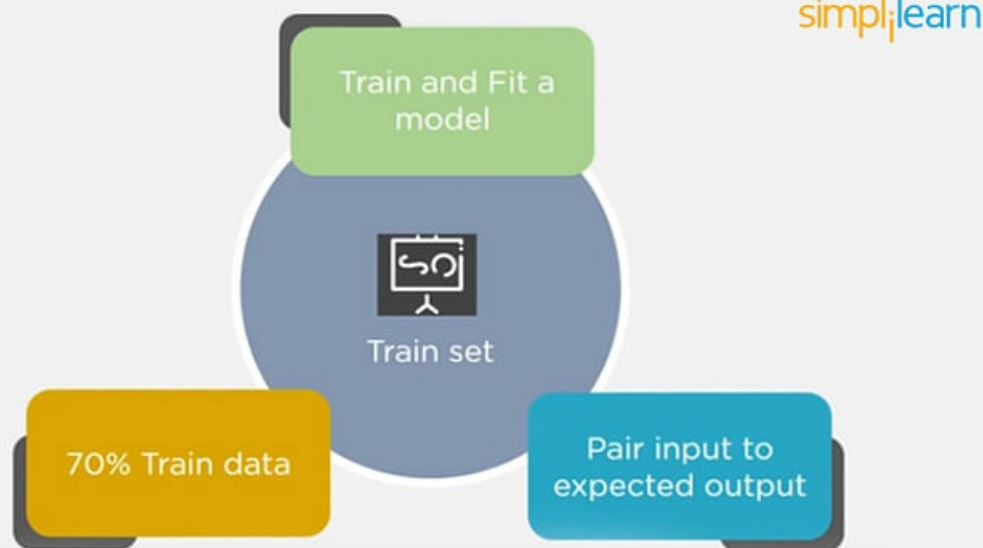 simplilearn
Train and Fit a
model
Train set
70% Train data
Pair input to
expected output